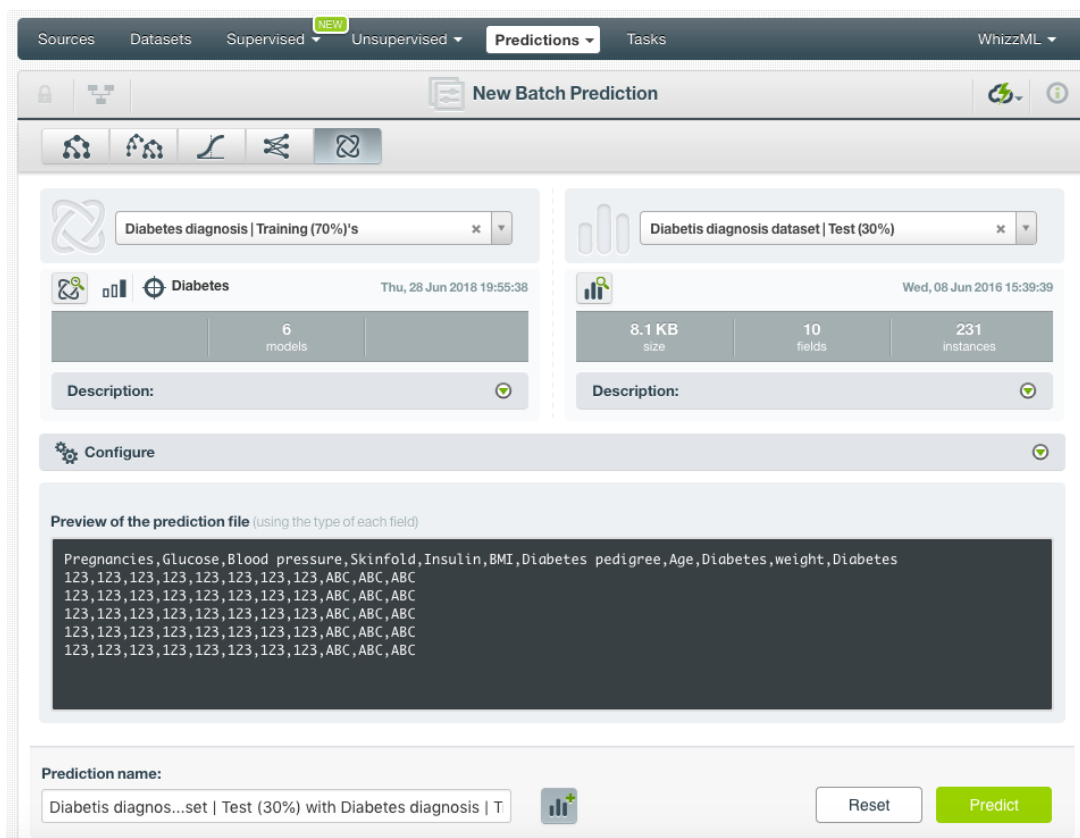 NEW
Sources Datasets Supervised Unsupervised Predictions Tasks WhizzML
New Batch Prediction
Diabetes diagnosis | Training (70%)'s ×
Diabetis diagnosis dataset | Test (30%) ×
Diabetes Thu, 28 Jun 2018 19:55:38
Wed, 08 Jun 2016 15:39:39
6
models
8.1 KB 10 231
size fields instances
Description:
Description:
Configure
Preview of the prediction file (using the type of each field)
Pregnancies,Glucose,Blood pressure,Skinfold,Insulin,BMI,Diabetes pedigree,Age,Diabetes,weight,Diabetes
123,123,123,123,123,123,123,123,ABC,ABC,ABC
123,123,123,123,123,123,123,123,ABC,ABC,ABC
123,123,123,123,123,123,123,123,ABC,ABC,ABC
123,123,123,123,123,123,123,123,ABC,ABC,ABC
123,123,123,123,123,123,123,123,ABC,ABC,ABC
Prediction name:
Diabetis diagnos...set | Test (30%) with Diabetes diagnosis | T
Reset Predict